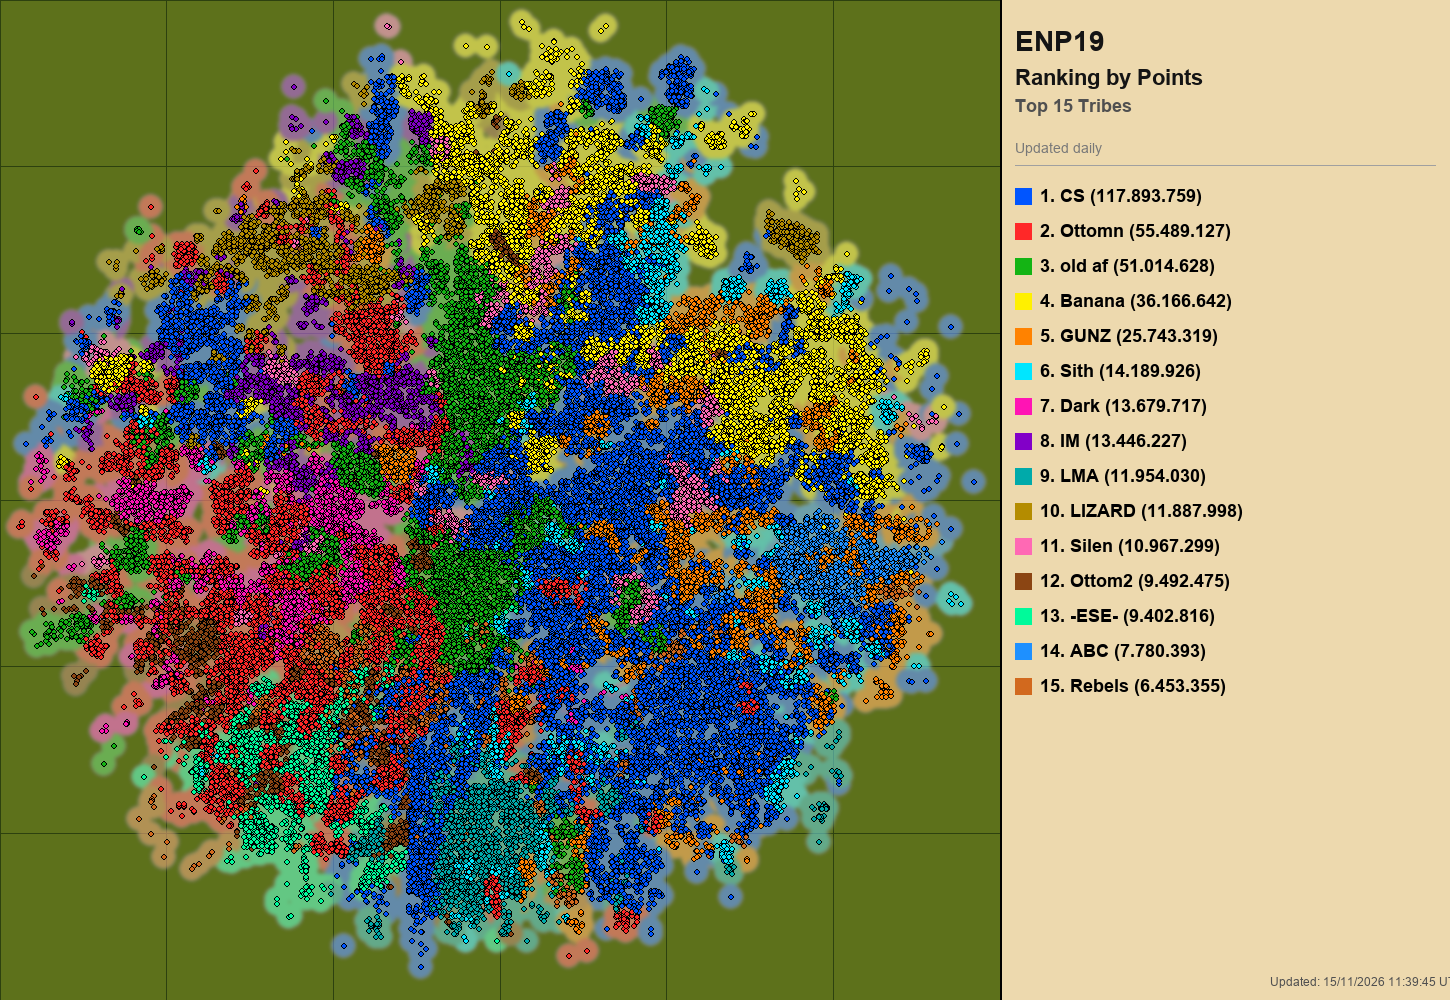 ENP19
Ranking by Points
Top 15 Tribes
Updated daily
1. CS (117.893.759)
2. Ottomn (55.489.127)
3. old af (51.014.628)
4. Banana (36.166.642)
5. GUNZ (25.743.319)
6. Sith (14.189.926)
7. Dark (13.679.717)
8. IM (13.446.227)
9. LMA (11.954.030)
10. LIZARD (11.887.998)
11. Silen (10.967.299)
12. Ottom2 (9.492.475)
13. -ESE- (9.402.816)
14. ABC (7.780.393)
15. Rebels (6.453.355)
Updated: 15/11/2026 11:39:45 U